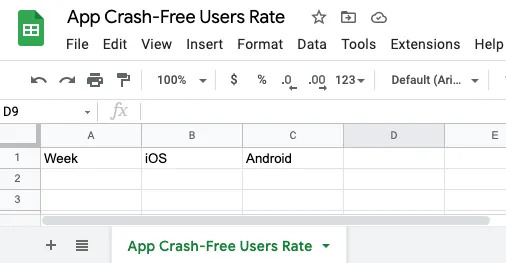 App Crash-Free Users Rate
File Edit View Insert Format Data Tools Extensions Help
100% $ % .0 .00 123 Default (Ari...
D9 fx
A B C D E
1 Week iOS Android
2
3
App Crash-Free Users Rate